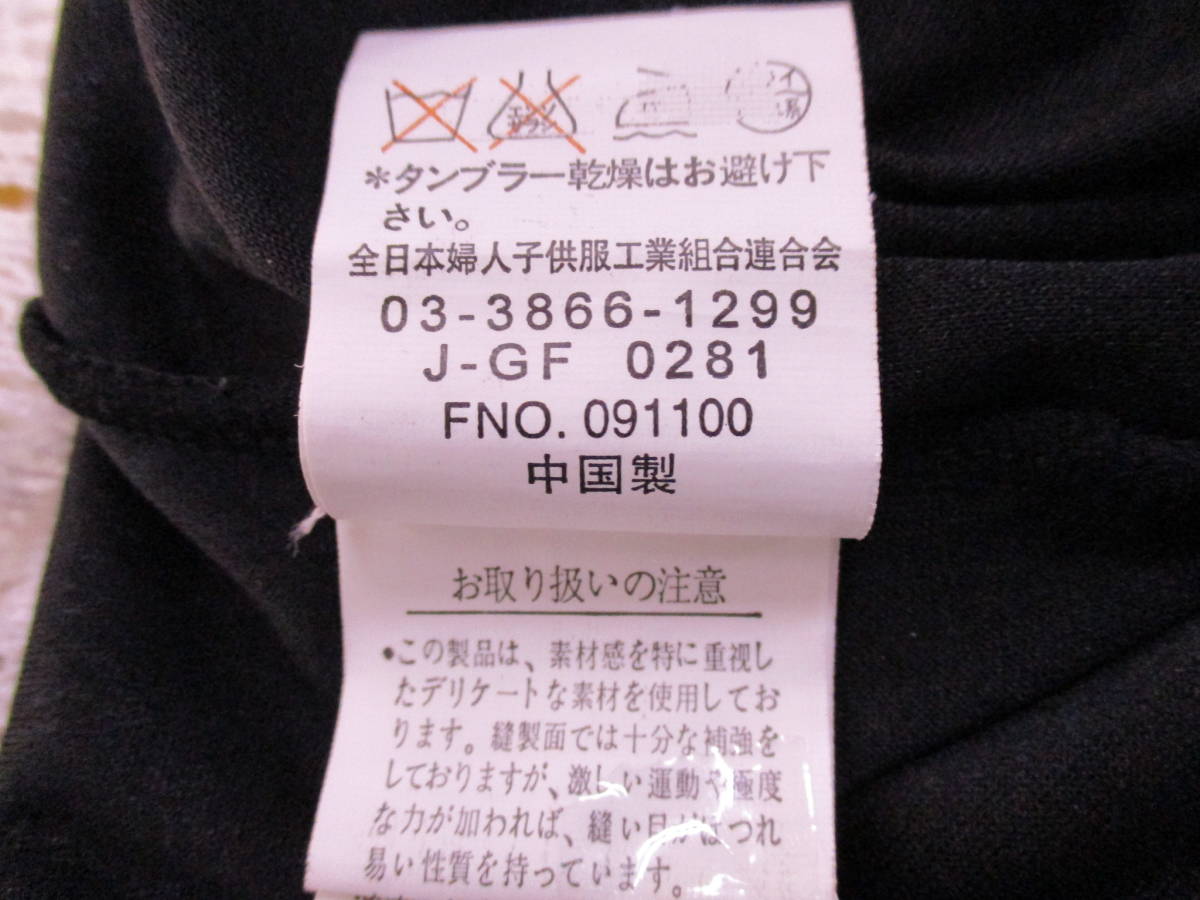 エンソ
サラシ
*タンブラー乾燥はお避け下
さい。
全日本婦人子供服工業組合連合会
03-3866-1299
J-GF 0281
FNO. 091100
中国製
お取り扱いの注意
•この製品は、素材感を特に重視し
たデリケートな素材を使用してお
ります。縫製面では十分な補強を
しておりますが、激しい運動や極度
な力が加われば、縫い目がほつれ
易い性質を持っています。